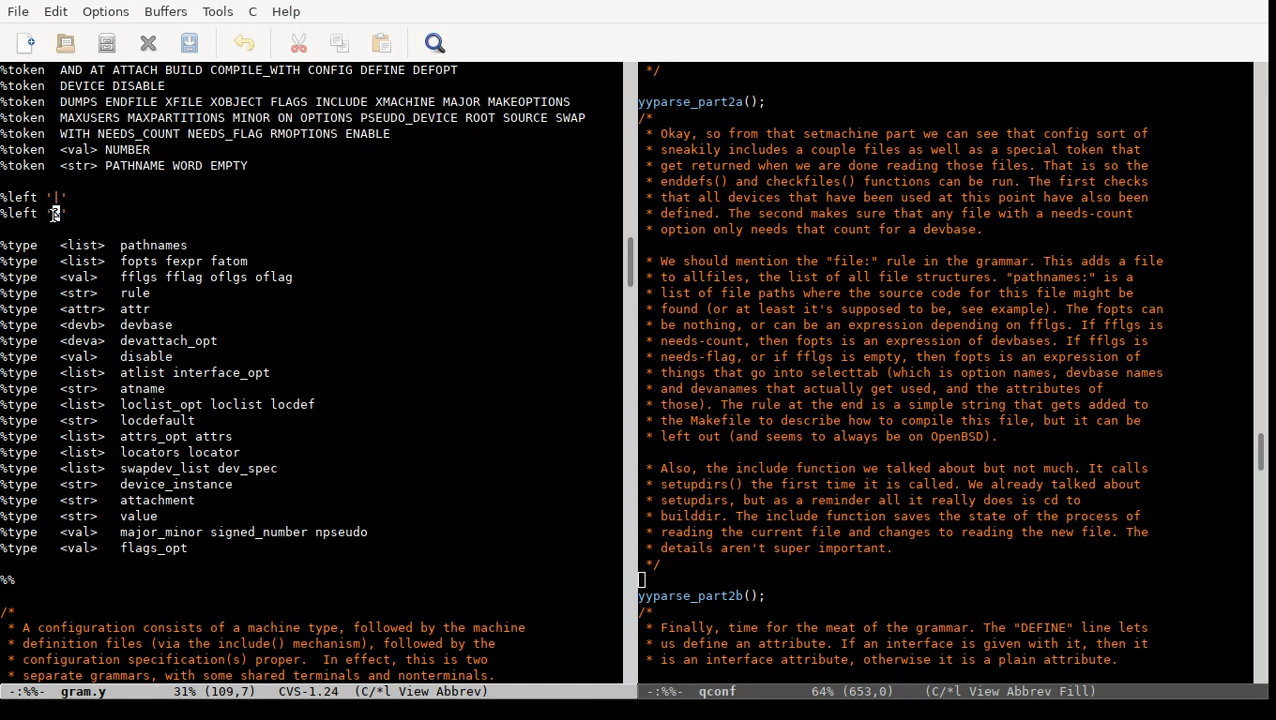 File Edit Options Buffers Tools C Help
%token  AND AT ATTACH BUILD COMPILE_WITH CONFIG DEFINE DEFOPT
%token  DEVICE DISABLE
%token  DUMPS ENDFILE XFILE XOBJECT FLAGS INCLUDE XMACHINE MAJOR MAKEOPTIONS
%token  MAXUSERS MAXPARTITIONS MINOR ON OPTIONS PSEUDO_DEVICE ROOT SOURCE SWAP
%token  WITH NEEDS_COUNT NEEDS_FLAG RMOPTIONS ENABLE
%token  <val> NUMBER
%token  <str> PATHNAME WORD EMPTY
%left '|'
%left
%type   <list>  pathnames
%type   <list>  fopts fexpr fatom
%type   <val>   fflgs fflag oflgs oflag
%type   <str>   rule
%type   <attr>  attr
%type   <devb>  devbase
%type   <deva>  devattach_opt
%type   <val>   disable
%type   <list>  atlist interface_opt
%type   <str>   atname
%type   <list>  loclist_opt loclist locdef
%type   <str>   locdefault
%type   <list>  attrs_opt attrs
%type   <list>  locators locator
%type   <list>  swapdev_list dev_spec
%type   <str>   device_instance
%type   <str>   attachment
%type   <str>   value
%type   <val>   major_minor signed_number npseudo
%type   <val>   flags_opt
%%
/*
 * A configuration consists of a machine type, followed by the machine
 * definition files (via the include() mechanism), followed by the
 * configuration specification(s) proper.  In effect, this is two
 * separate grammars, with some shared terminals and nonterminals.
-:%%-  gram.y         31% (109,7)    CVS-1.24  (C/*l View Abbrev)
 */
yyparse_part2a();
/*
 * Okay, so from that setmachine part we can see that config sort of
 * sneakily includes a couple files as well as a special token that
 * get returned when we are done reading those files. That is so the
 * enddefs() and checkfiles() functions can be run. The first checks
 * that all devices that have been used at this point have also been
 * defined. The second makes sure that any file with a needs-count
 * option only needs that count for a devbase.
 * We should mention the "file:" rule in the grammar. This adds a file
 * to allfiles, the list of all file structures. "pathnames:" is a
 * list of file paths where the source code for this file might be
 * found (or at least it's supposed to be, see example). The fopts can
 * be nothing, or can be an expression depending on fflgs. If fflgs is
 * needs-count, then fopts is an expression of devbases. If fflgs is
 * needs-flag, or if fflgs is empty, then fopts is an expression of
 * things that go into selecttab (which is option names, devbase names
 * and devanames that actually get used, and the attributes of
 * those). The rule at the end is a simple string that gets added to
 * the Makefile to describe how to compile this file, but it can be
 * left out (and seems to always be on OpenBSD).
 * Also, the include function we talked about but not much. It calls
 * setupdirs() the first time it is called. We already talked about
 * setupdirs, but as a reminder all it really does is cd to
 * builddir. The include function saves the state of the process of
 * reading the current file and changes to reading the new file. The
 * details aren't super important.
 */
yyparse_part2b();
/*
 * Finally, time for the meat of the grammar. The "DEFINE" line lets
 * us define an attribute. If an interface is given with it, then it
 * is an interface attribute, otherwise it is a plain attribute.
-:%%-  qconf          64% (653,0)    (C/*l View Abbrev Fill)